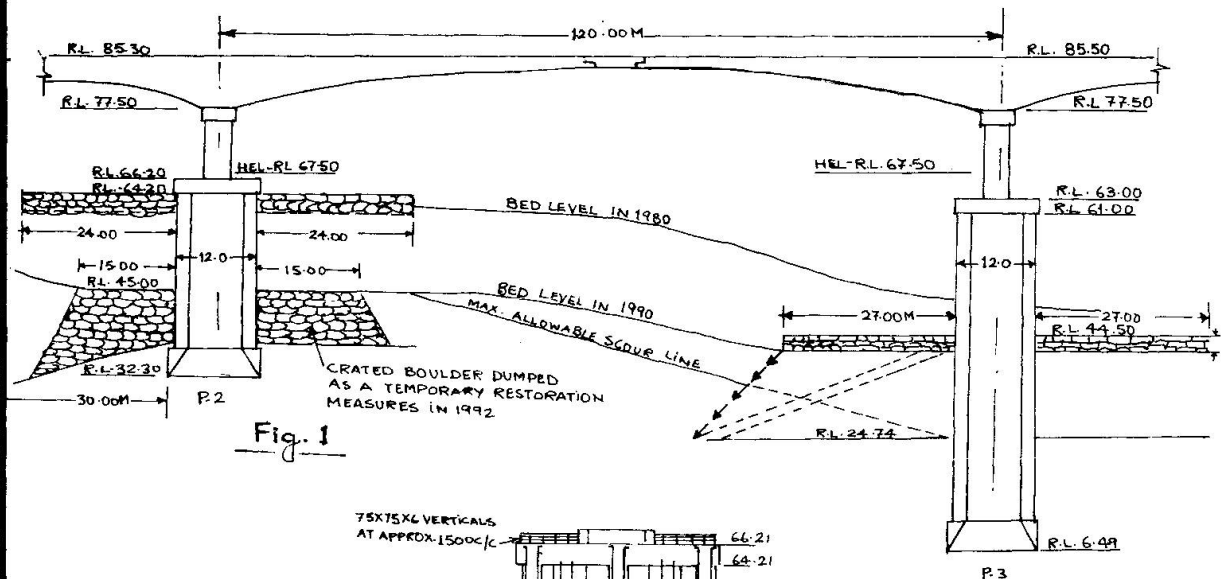 120.00M
R.L. 85.30
R.L. 85.50
R.L. 77.50
R.L 77.50
R.L. 66.20
HEL-RL 67.50
HEL-R.L. 67.50
RL.-64.20
R.L. 63.00
R.L 61.00
BED LEVEL IN 1980
24.00
24.00
12.0
12.0
15.00
15.00
R.L. 45.00
BED LEVEL IN 1990
MAX. ALLOWABLE SCOUR LINE
27.00M
27.00
R.L. 44.50
R.L.32.30
CRATED BOULDER DUMPED
AS A TEMPORARY RESTORATION
MEASURES IN 1992
30.00M
P.2
Fig. 1
R.L. 24.74
75X75X6 VERTICALS
AT APPROX.1500C/C
66.21
64.21
R.L. 6.49
P.3